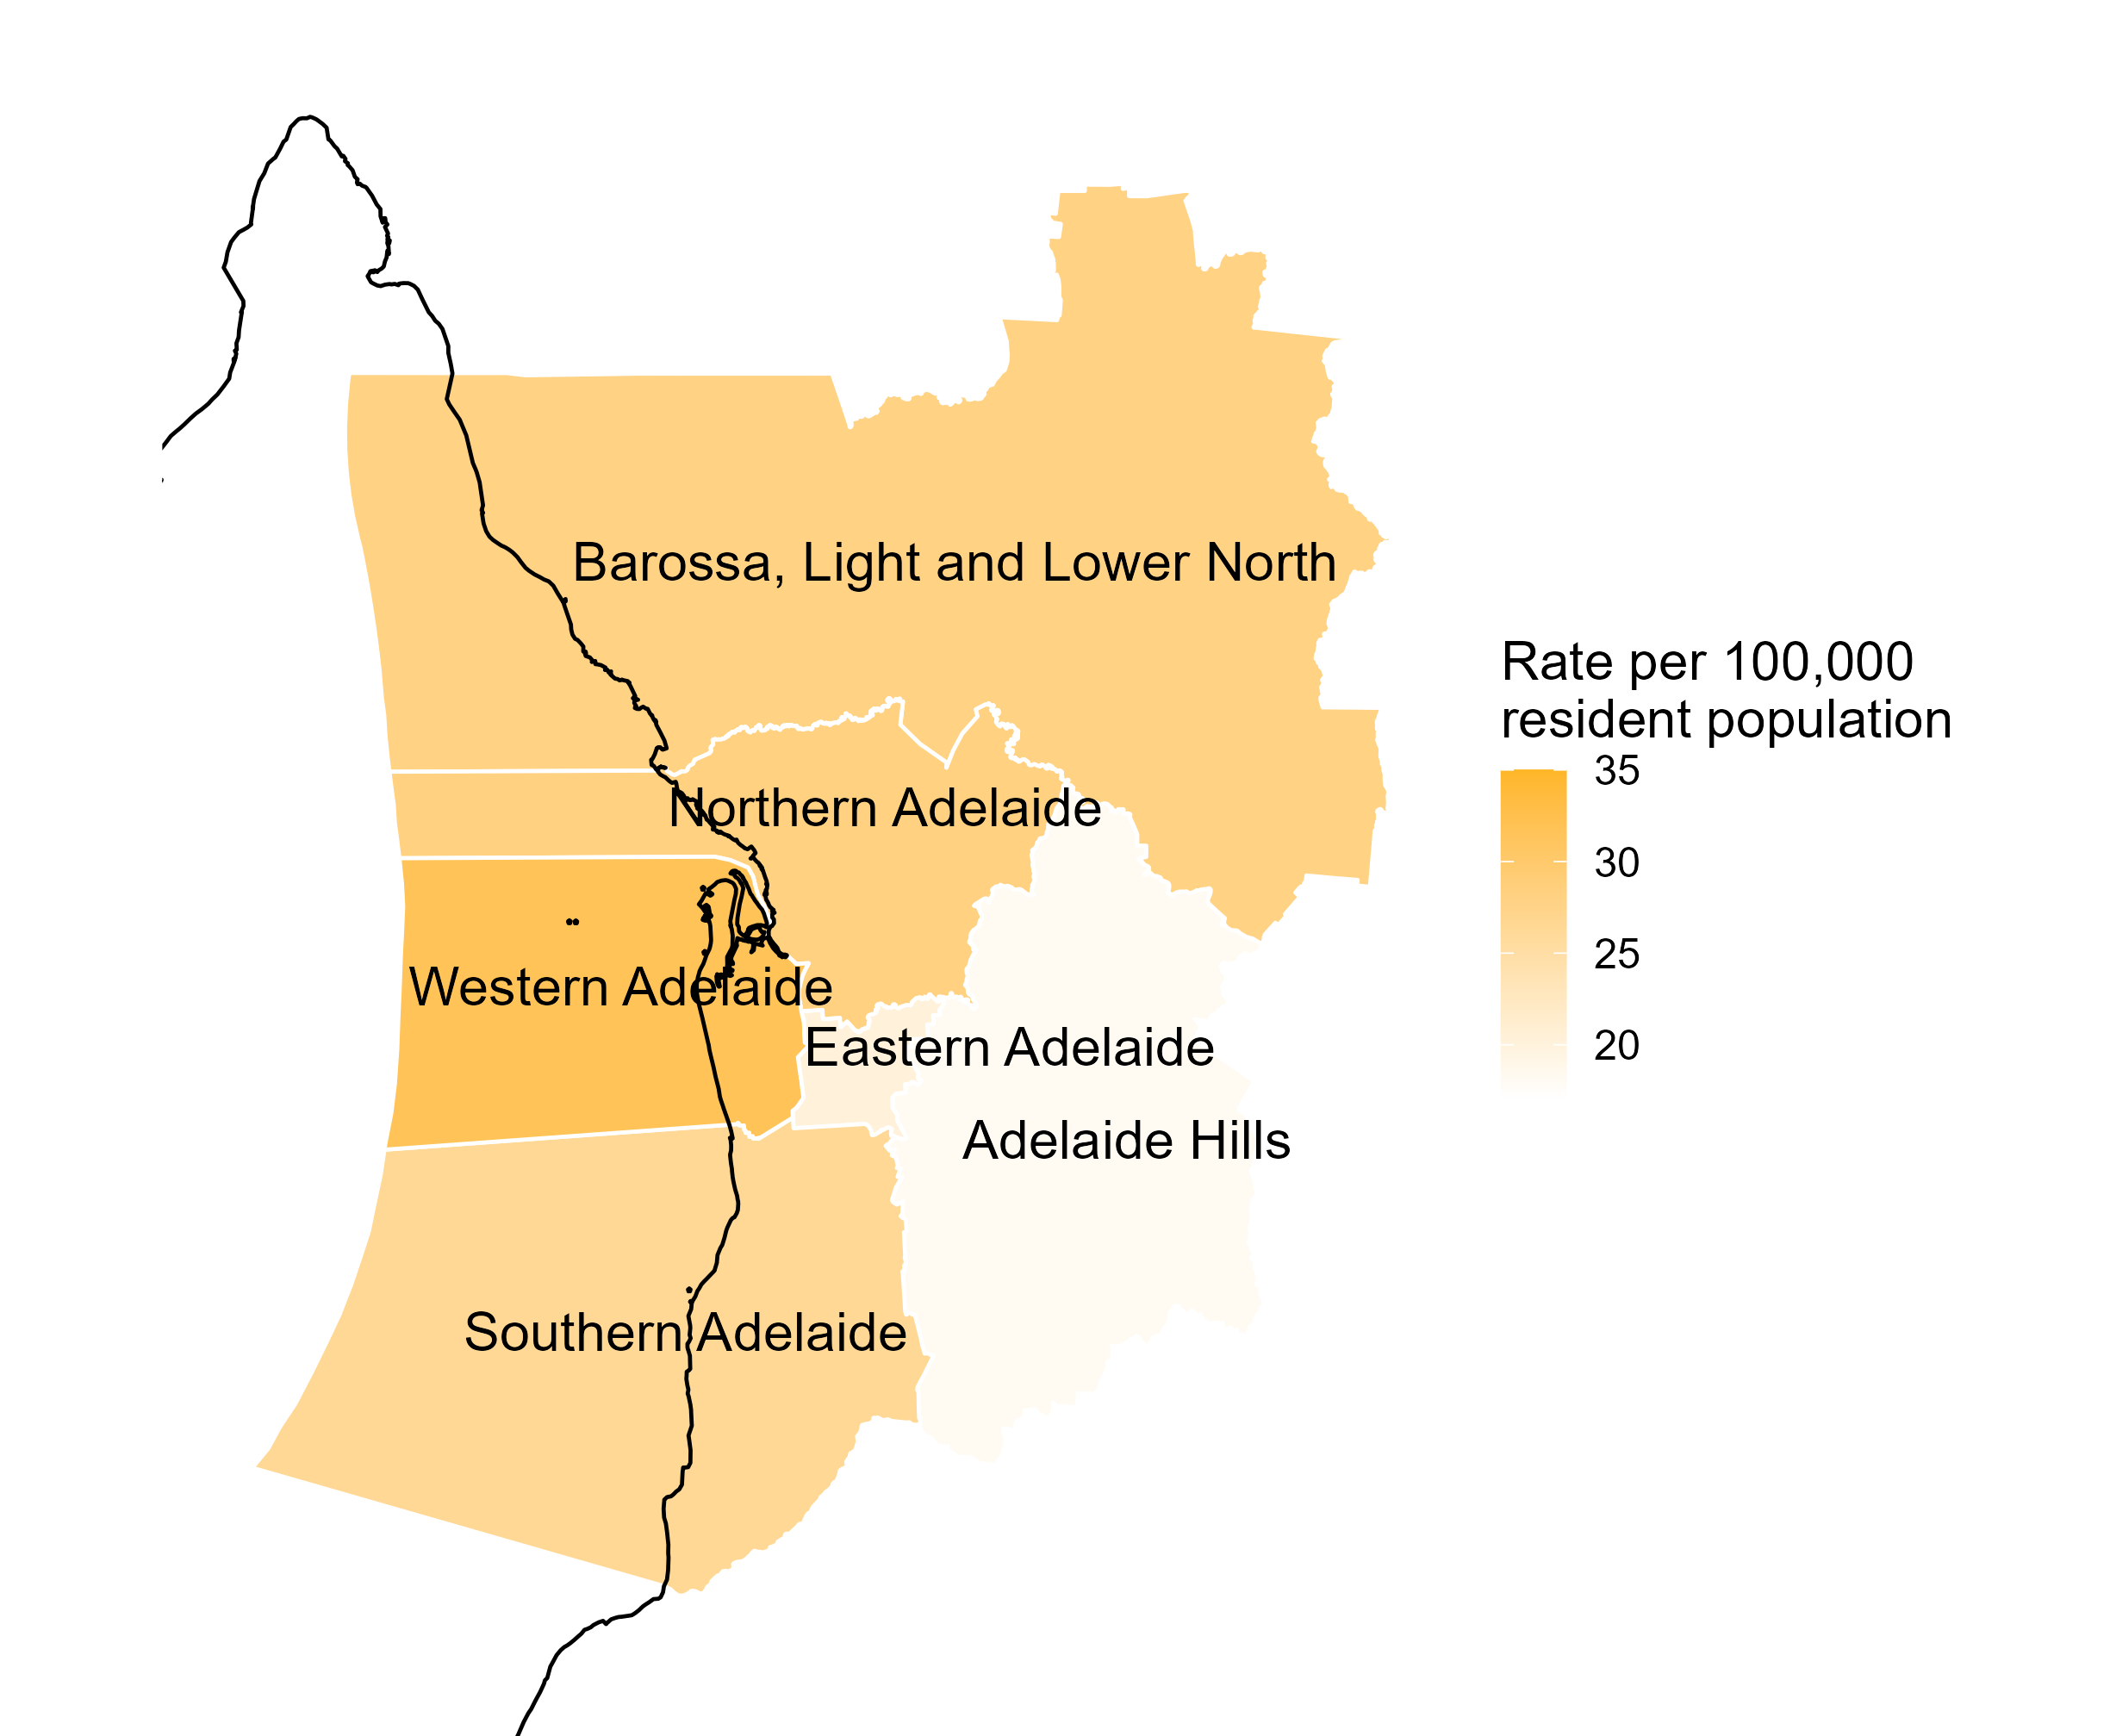 Barossa, Light and Lower North
Northern Adelaide
Western Adelaide
Eastern Adelaide
Adelaide Hills
Southern Adelaide
Rate per 100,000
resident population
35
30
25
20